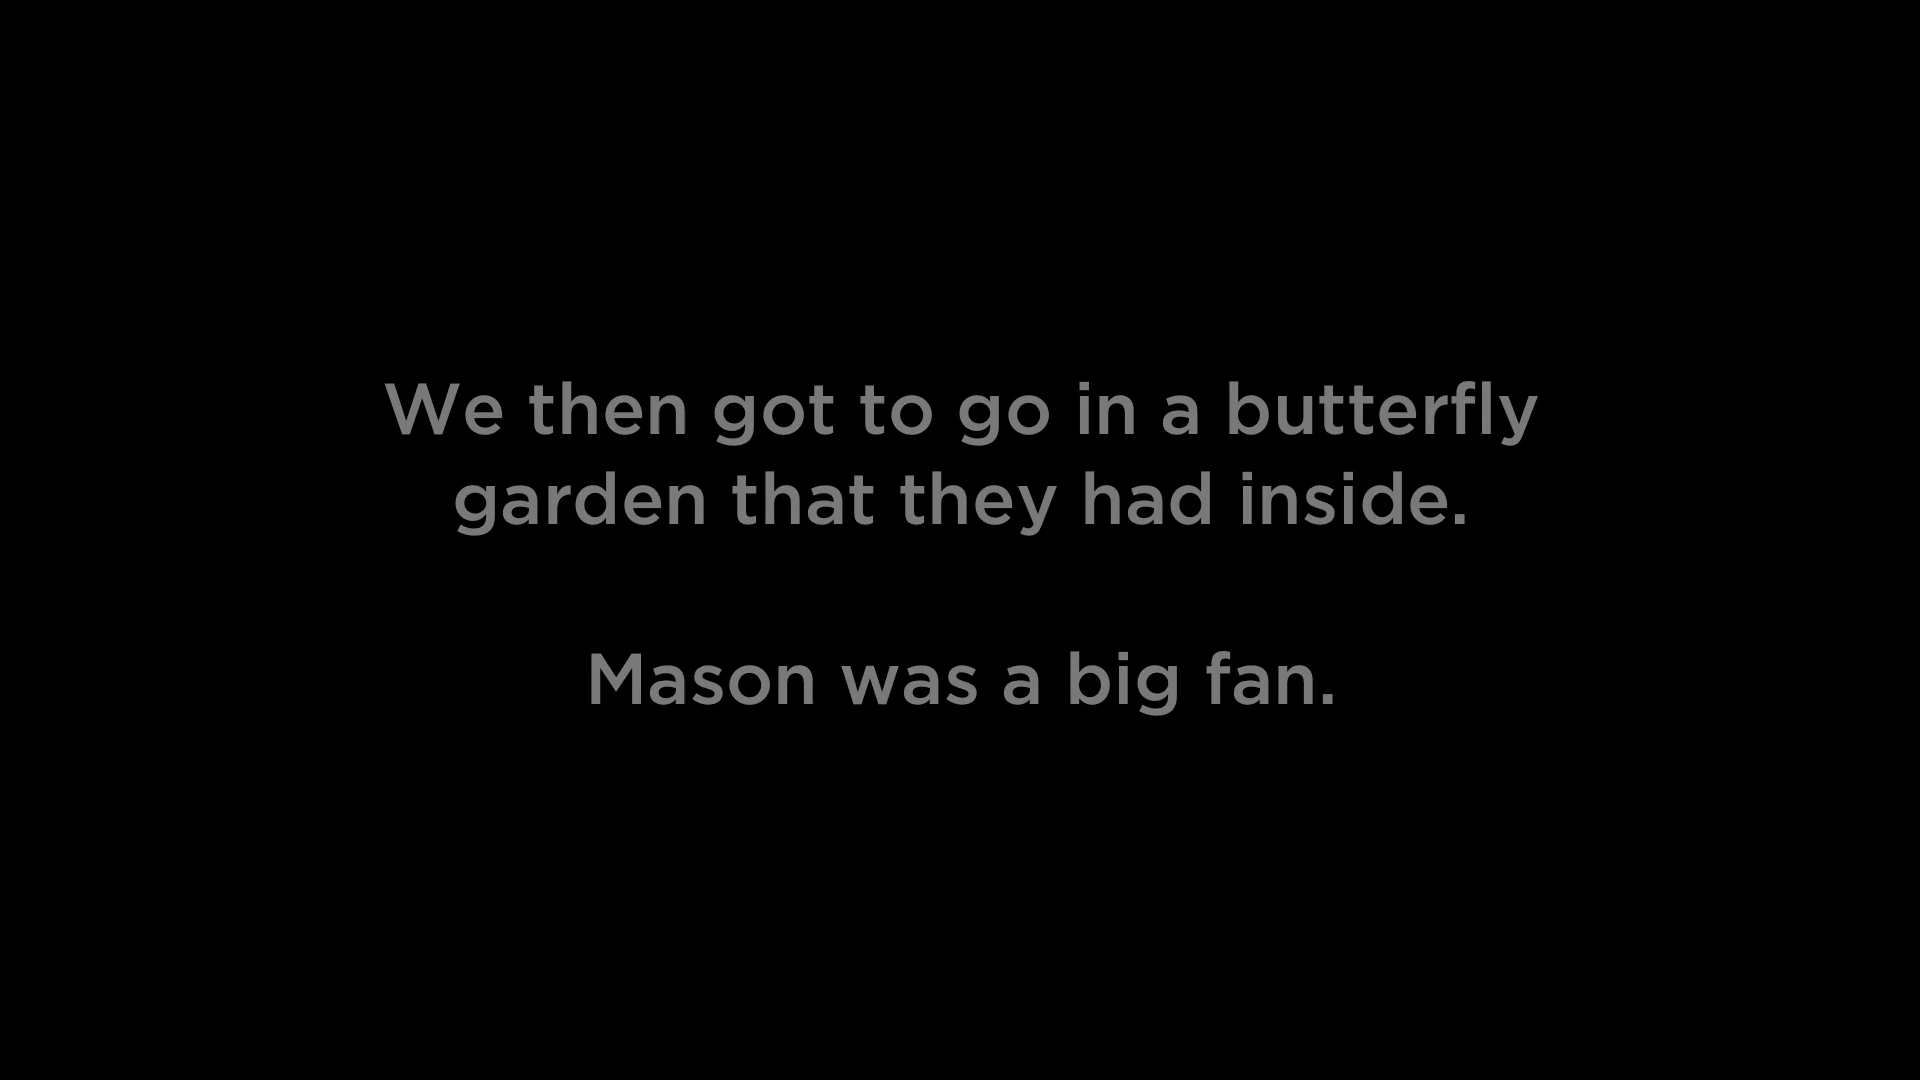 We then got to go in a butterfly
garden that they had inside.
Mason was a big fan.